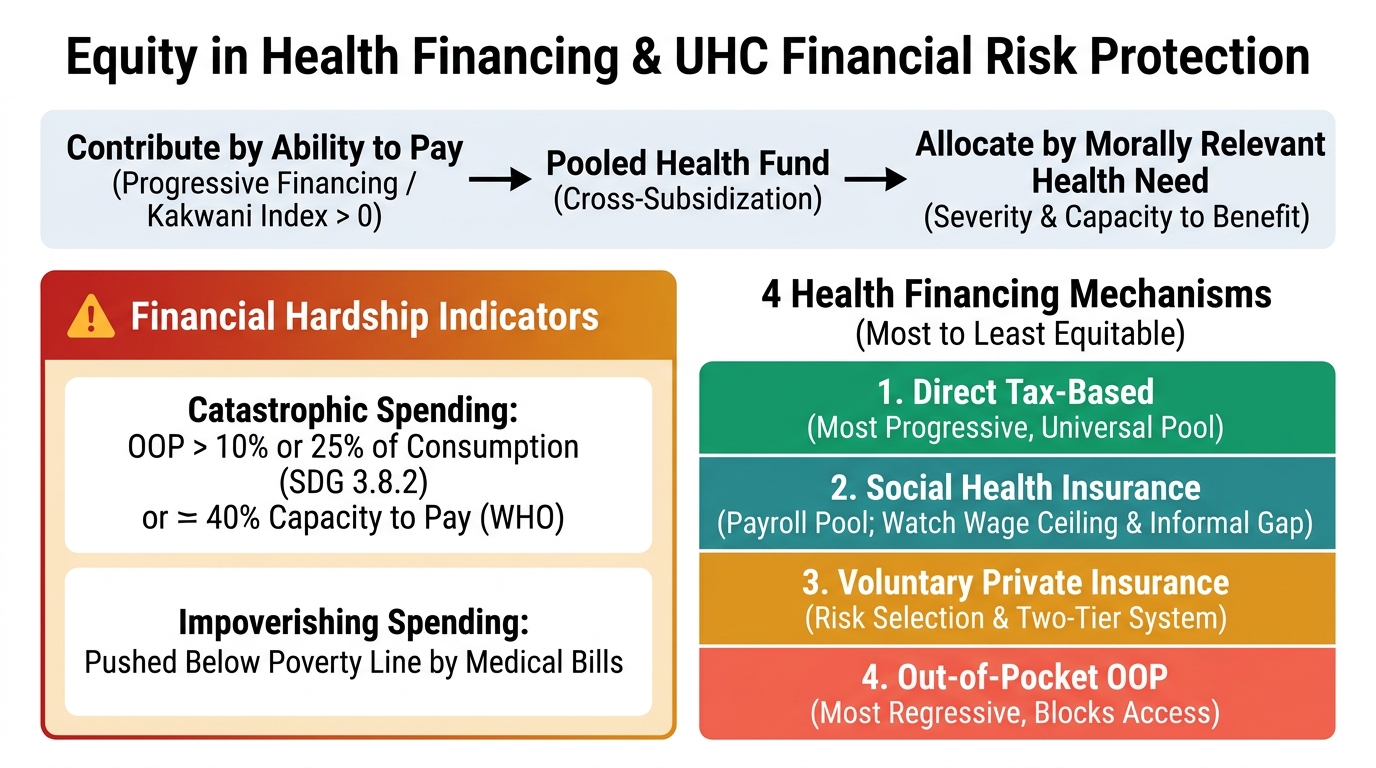 Equity in Health Financing & UHC Financial Risk Protection
Contribute by Ability to Pay
(Progressive Financing /
Kakwani Index > 0)
Pooled Health Fund
(Cross-Subsidization)
Allocate by Morally Relevant
Health Need
(Severity & Capacity to Benefit)
Financial Hardship Indicators
Catastrophic Spending:
OOP > 10% or 25% of Consumption
(SDG 3.8.2)
or ≃ 40% Capacity to Pay (WHO)
Impoverishing Spending:
Pushed Below Poverty Line by Medical Bills
4 Health Financing Mechanisms
(Most to Least Equitable)
1. Direct Tax-Based
(Most Progressive, Universal Pool)
2. Social Health Insurance
(Payroll Pool; Watch Wage Ceiling & Informal Gap)
3. Voluntary Private Insurance
(Risk Selection & Two-Tier System)
4. Out-of-Pocket OOP
(Most Regressive, Blocks Access)